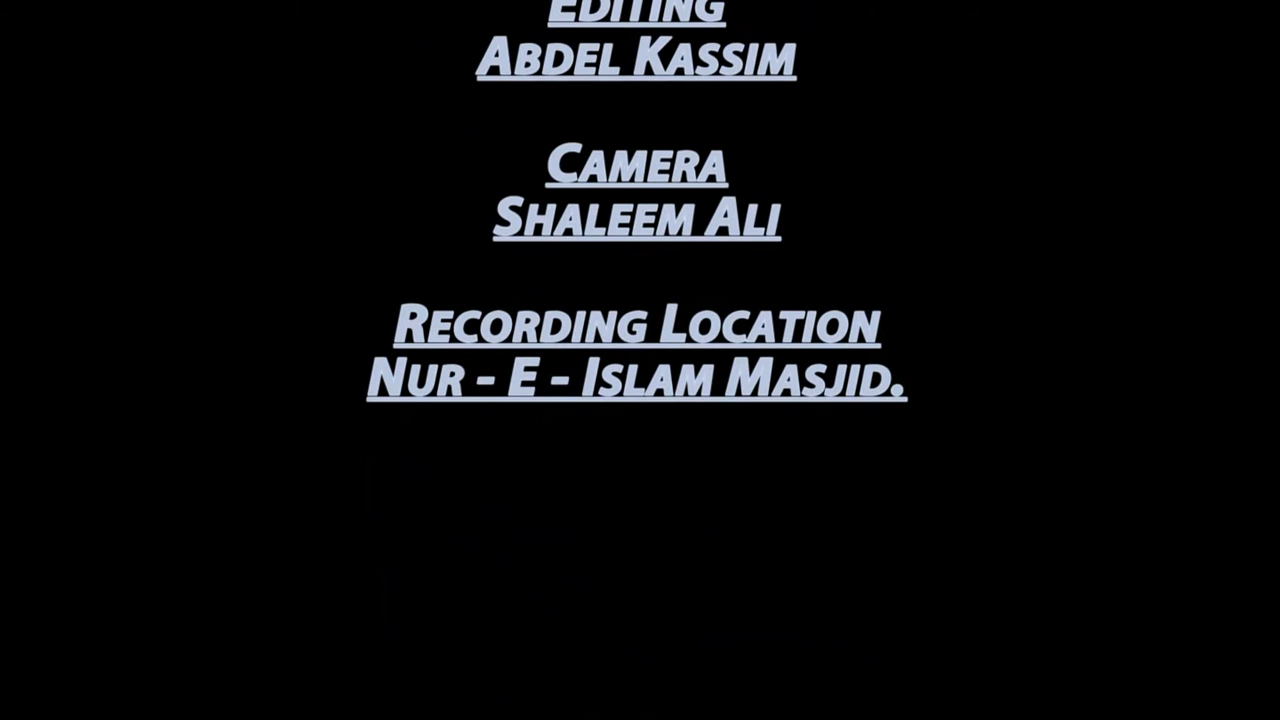 EDITING
ABDEL KASSIM
CAMERA
SHALEEM ALI
RECORDING LOCATION
NUR - E - ISLAM MASJID.